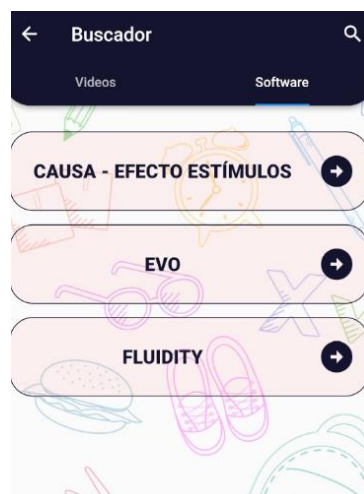 Buscador
Videos Software
CAUSA - EFECTO ESTÍMULOS
EVO
FLUIDITY